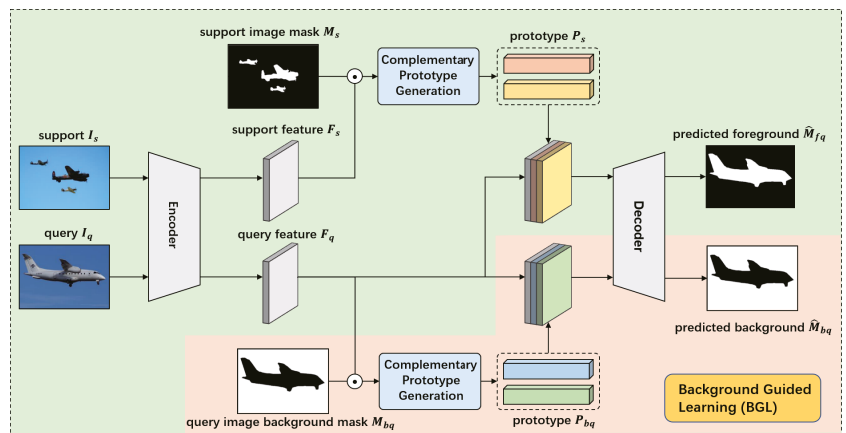 support image mask M_s
prototype P_s
Complementary
Prototype
Generation
support feature F_s
support I_s
predicted foreground M̂_fq
Encoder
Decoder
query I_q
query feature F_q
predicted background M̂_bq
Complementary
Prototype
Generation
Background Guided
Learning (BGL)
query image background mask M_bq
prototype P_bq